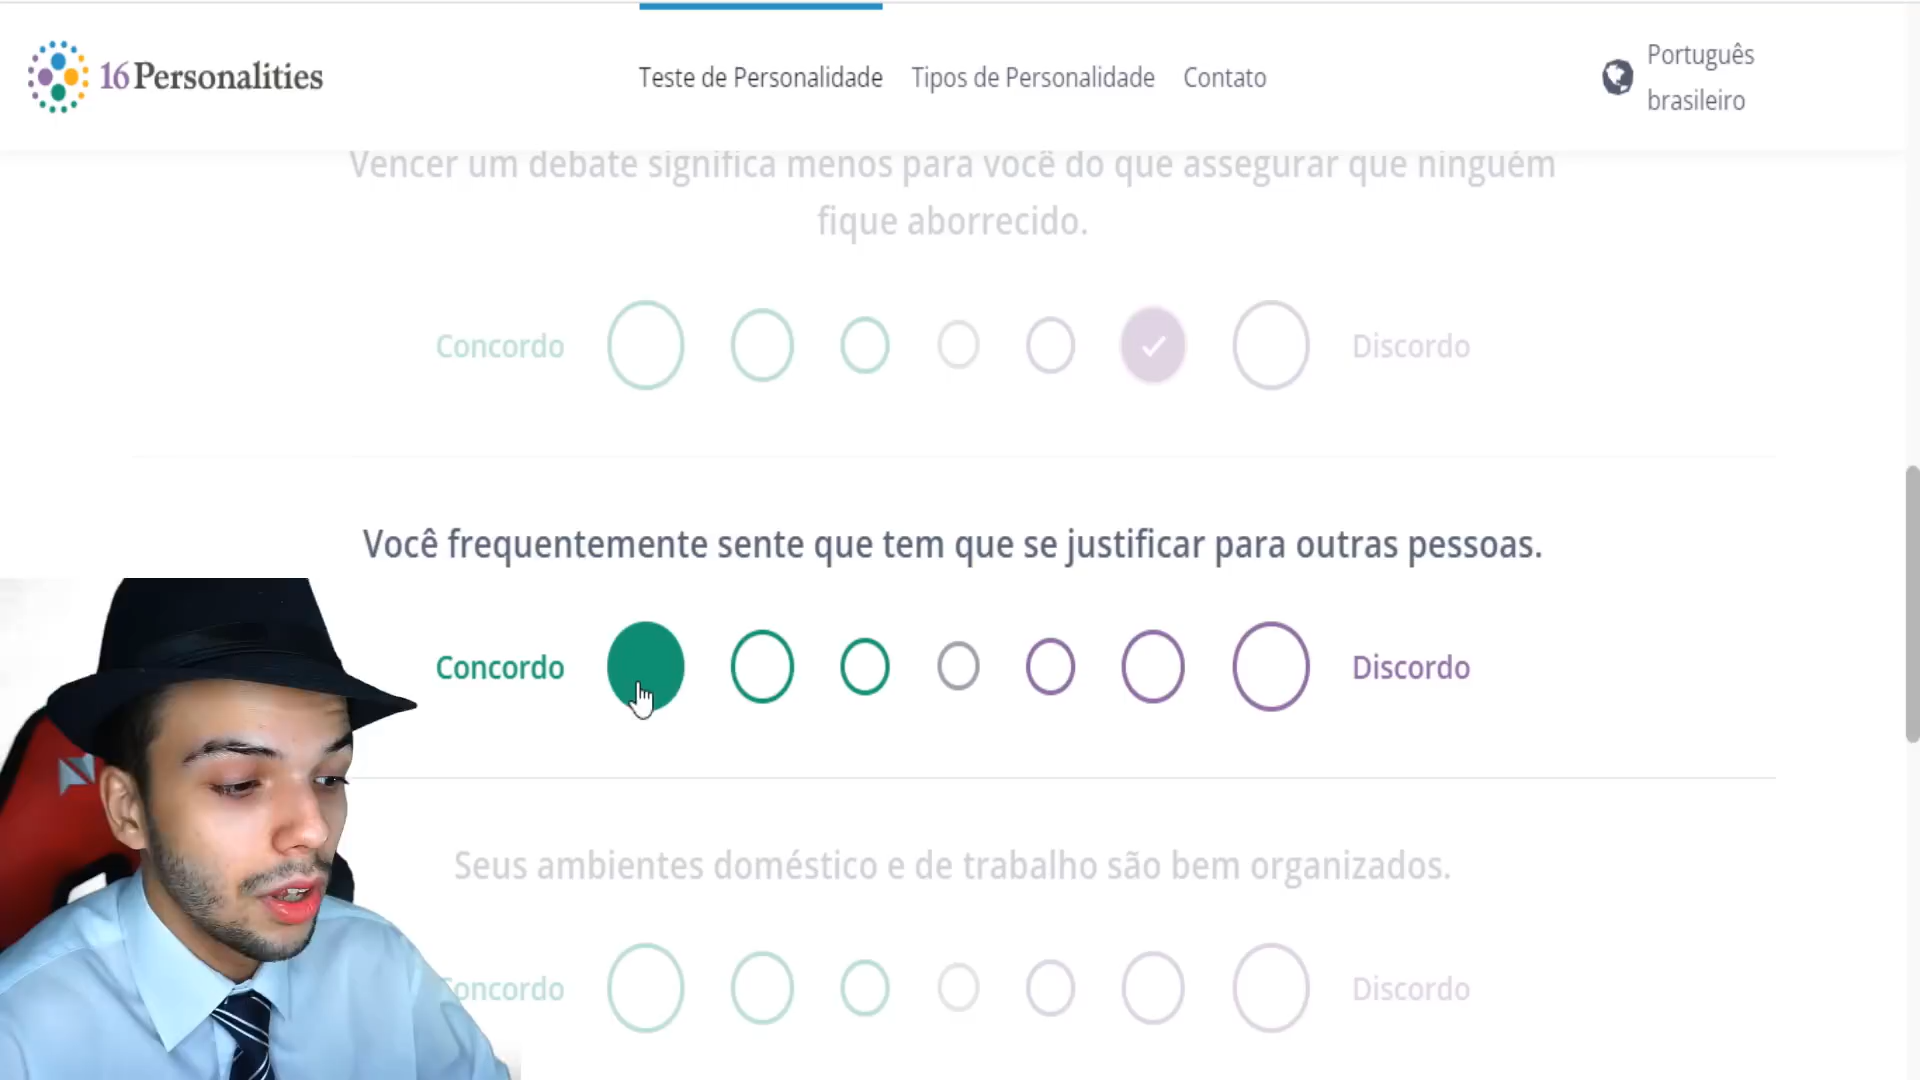 16Personalities
Teste de Personalidade
Tipos de Personalidade
Contato
Português
brasileiro
Vencer um debate significa menos para você do que assegurar que ninguém
fique aborrecido.
Concordo
Discordo
Você frequentemente sente que tem que se justificar para outras pessoas.
Concordo
Discordo
Seus ambientes doméstico e de trabalho são bem organizados.
Concordo
Discordo